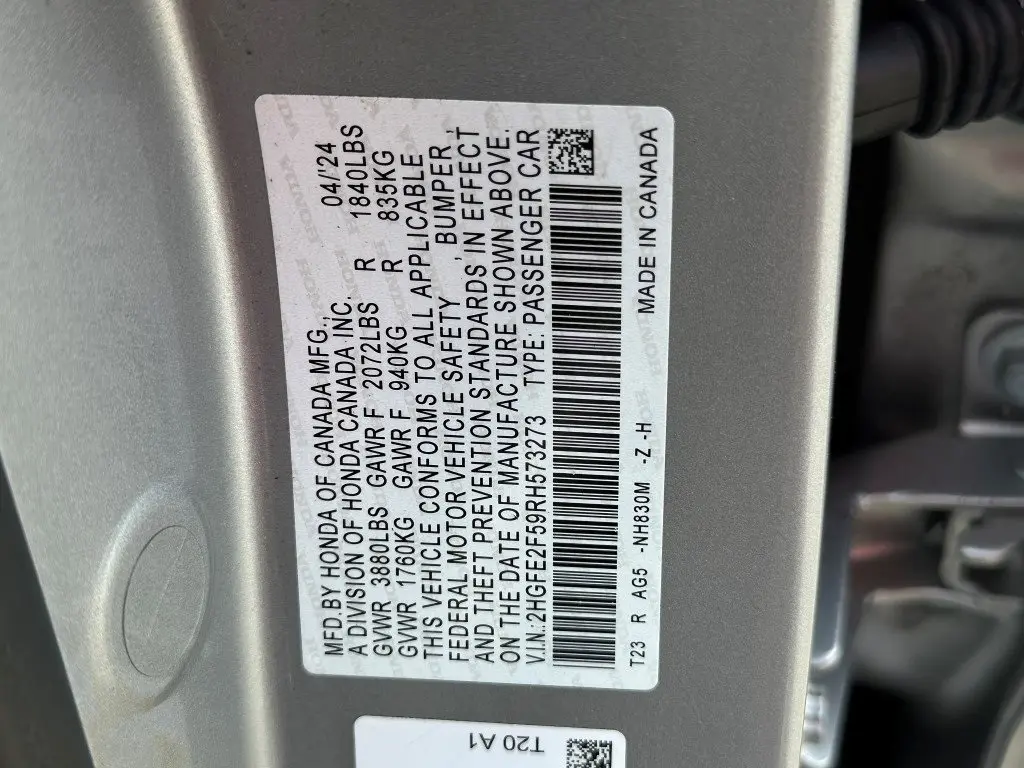 MFD.BY HONDA OF CANADA MFG., 04/'24
A DIVISION OF HONDA CANADA INC.
GVWR 3880LBS GAWR F 2072LBS R 1840LBS
GVWR 1760KG GAWR F 940KG R 835KG
THIS VEHICLE CONFORMS TO ALL APPLICABLE
FEDERAL MOTOR VEHICLE SAFETY , BUMPER,
AND THEFT PREVENTION STANDARDS IN EFFECT
ON THE DATE OF MANUFACTURE SHOWN ABOVE.
V.I.N.:2HGFE2F59RH573273 TYPE: PASSENGER CAR
T23 R AG5 -NH830M -Z -H MADE IN CANADA
T20 A1